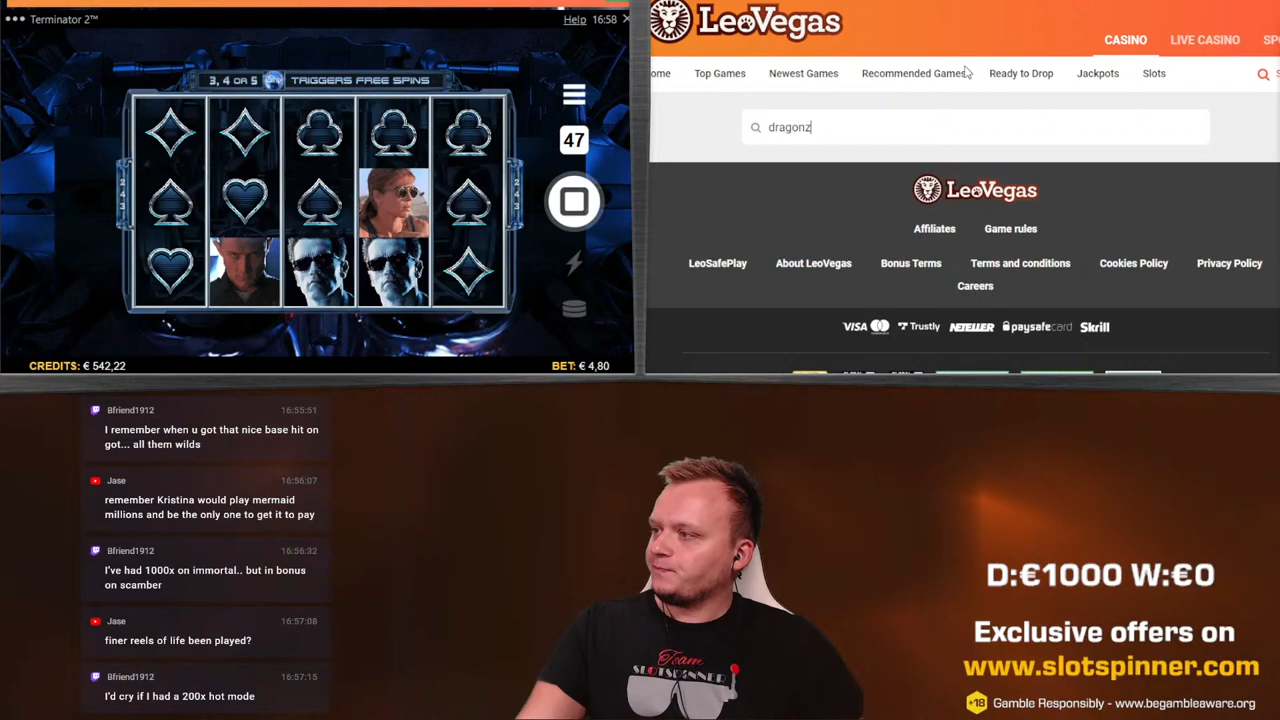 Terminator 2™
Help 16:58
3, 4 OR 5 TRIGGERS FREE SPINS
47
243
243
CREDITS: € 542,22
BET: € 4,80
LeoVegas
CASINO LIVE CASINO SPO
ome Top Games Newest Games Recommended Games Ready to Drop Jackpots Slots S
dragonz
LeoVegas
Affiliates Game rules
LeoSafePlay About LeoVegas Bonus Terms Terms and conditions Cookies Policy Privacy Policy
Careers
VISA Trustly NETELLER paysafecard Skrill
Bfriend1912 16:55:51
I remember when u got that nice base hit on
got... all them wilds
Jase 16:56:07
remember Kristina would play mermaid
millions and be the only one to get it to pay
Bfriend1912 16:56:32
I've had 1000x on immortal.. but in bonus
on scamber
Jase 16:57:08
finer reels of life been played?
Bfriend1912 16:57:15
I'd cry if I had a 200x hot mode
Team
SLOTSPINNER
D:€1000 W:€0
Exclusive offers on
www.slotspinner.com
+18 Gamble Responsibly - www.begambleaware.org